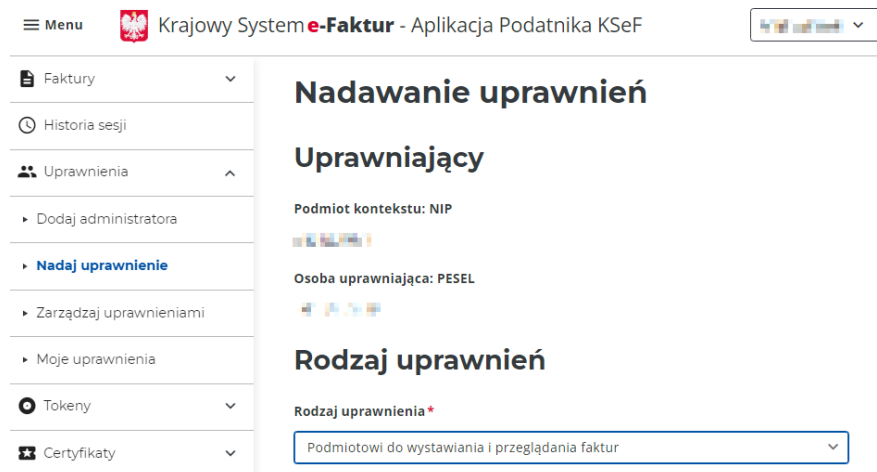 Menu
Krajowy System e-Faktur - Aplikacja Podatnika KSeF
Faktury
Historia sesji
Uprawnienia
Dodaj administratora
Nadaj uprawnienie
Zarządzaj uprawnieniami
Moje uprawnienia
Tokeny
Certyfikaty
Nadawanie uprawnień
Uprawniający
Podmiot kontekstu: NIP
Osoba uprawniająca: PESEL
Rodzaj uprawnień
Rodzaj uprawnienia*
Podmiotowi do wystawiania i przeglądania faktur